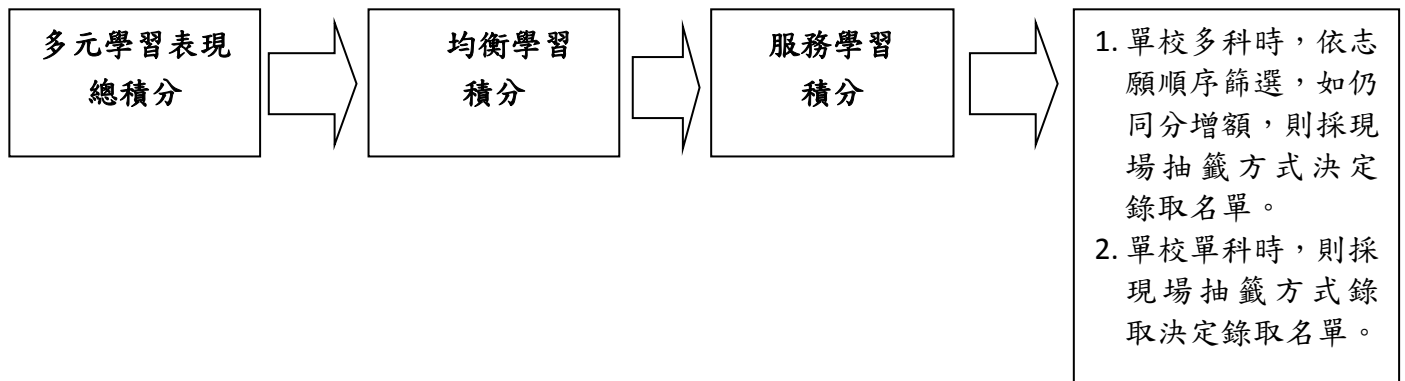 多元學習表現
總積分
均衡學習
積分
服務學習
積分
1. 單校多科時，依志
願順序篩選，如仍
同分增額，則採現
場抽籤方式決定
錄取名單。
2. 單校單科時，則採
現場抽籤方式錄
取決定錄取名單。